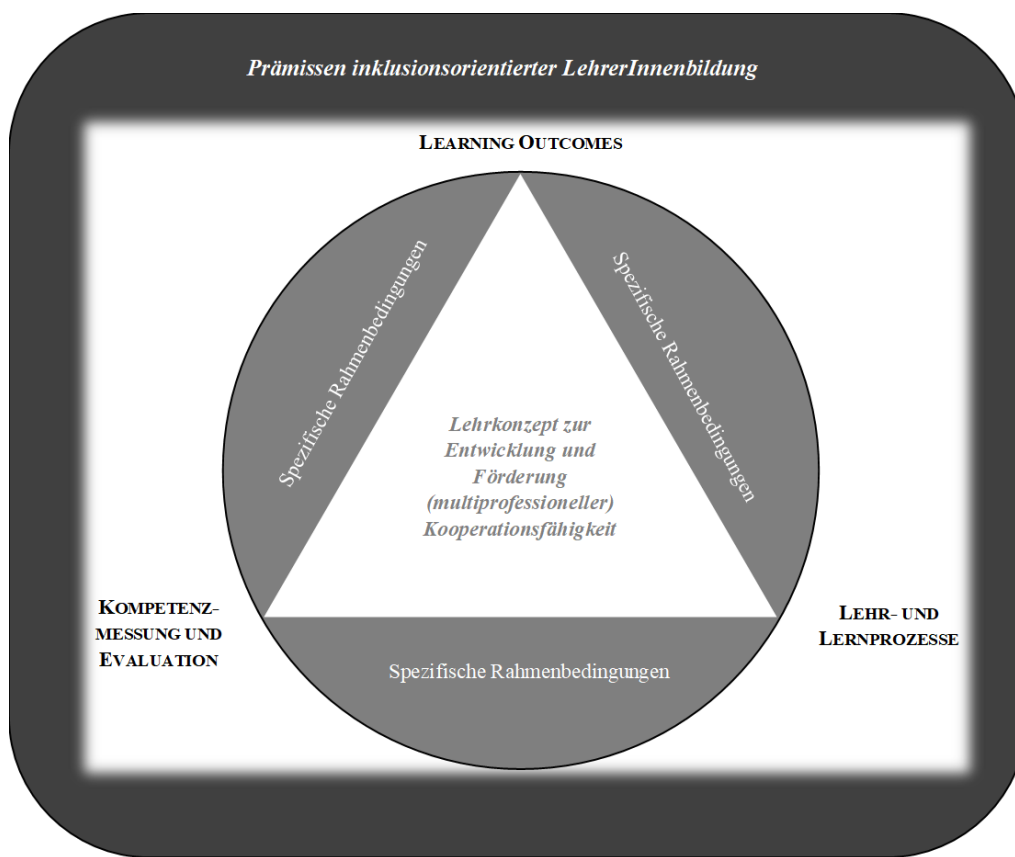 Prämissen inklusionsorientierter LehrerInnenbildung
LEARNING OUTCOMES
Spezifische Rahmenbedingungen
Spezifische Rahmenbedingungen
Lehrkonzept zur
Entwicklung und
Förderung
(multiprofessioneller)
Kooperationsfähigkeit
KOMPETENZ-
MESSUNG UND
EVALUATION
LEHR- UND
LERNPROZESSE
Spezifische Rahmenbedingungen